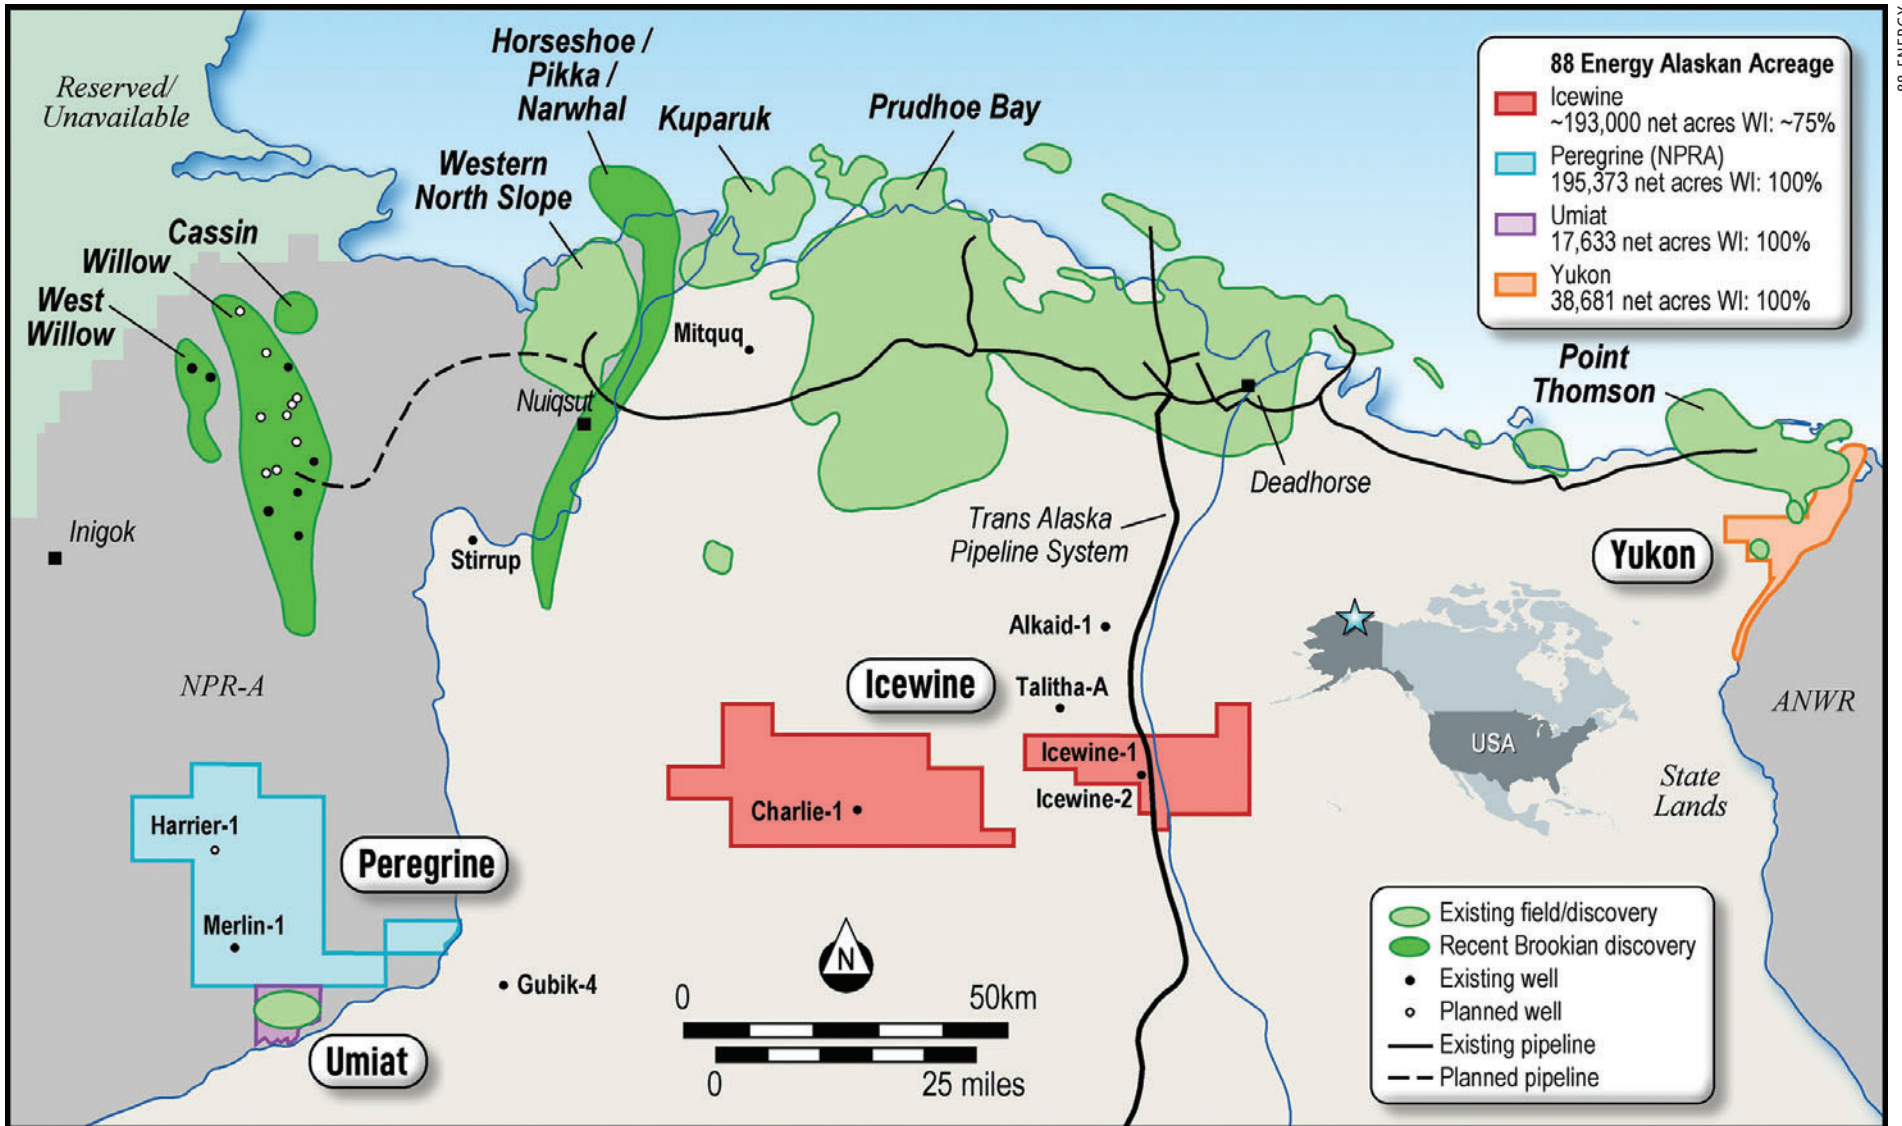 88 ENERGY
Reserved/
Unavailable
Horseshoe /
Pikka /
Narwhal
Kuparuk
Prudhoe Bay
Western
North Slope
Cassin
Willow
West
Willow
88 Energy Alaskan Acreage
Icewine
~193,000 net acres WI: ~75%
Peregrine (NPRA)
195,373 net acres WI: 100%
Umiat
17,633 net acres WI: 100%
Yukon
38,681 net acres WI: 100%
Mitquq
Point
Thomson
Nuiqsut
Deadhorse
Inigok
Stirrup
Trans Alaska
Pipeline System
Yukon
Alkaid-1
NPR-A
Icewine
Talitha-A
ANWR
USA
Icewine-1
Icewine-2
Charlie-1
State
Lands
Harrier-1
Peregrine
Merlin-1
Gubik-4
Umiat
N
0
50km
0
25 miles
Existing field/discovery
Recent Brookian discovery
Existing well
Planned well
Existing pipeline
Planned pipeline